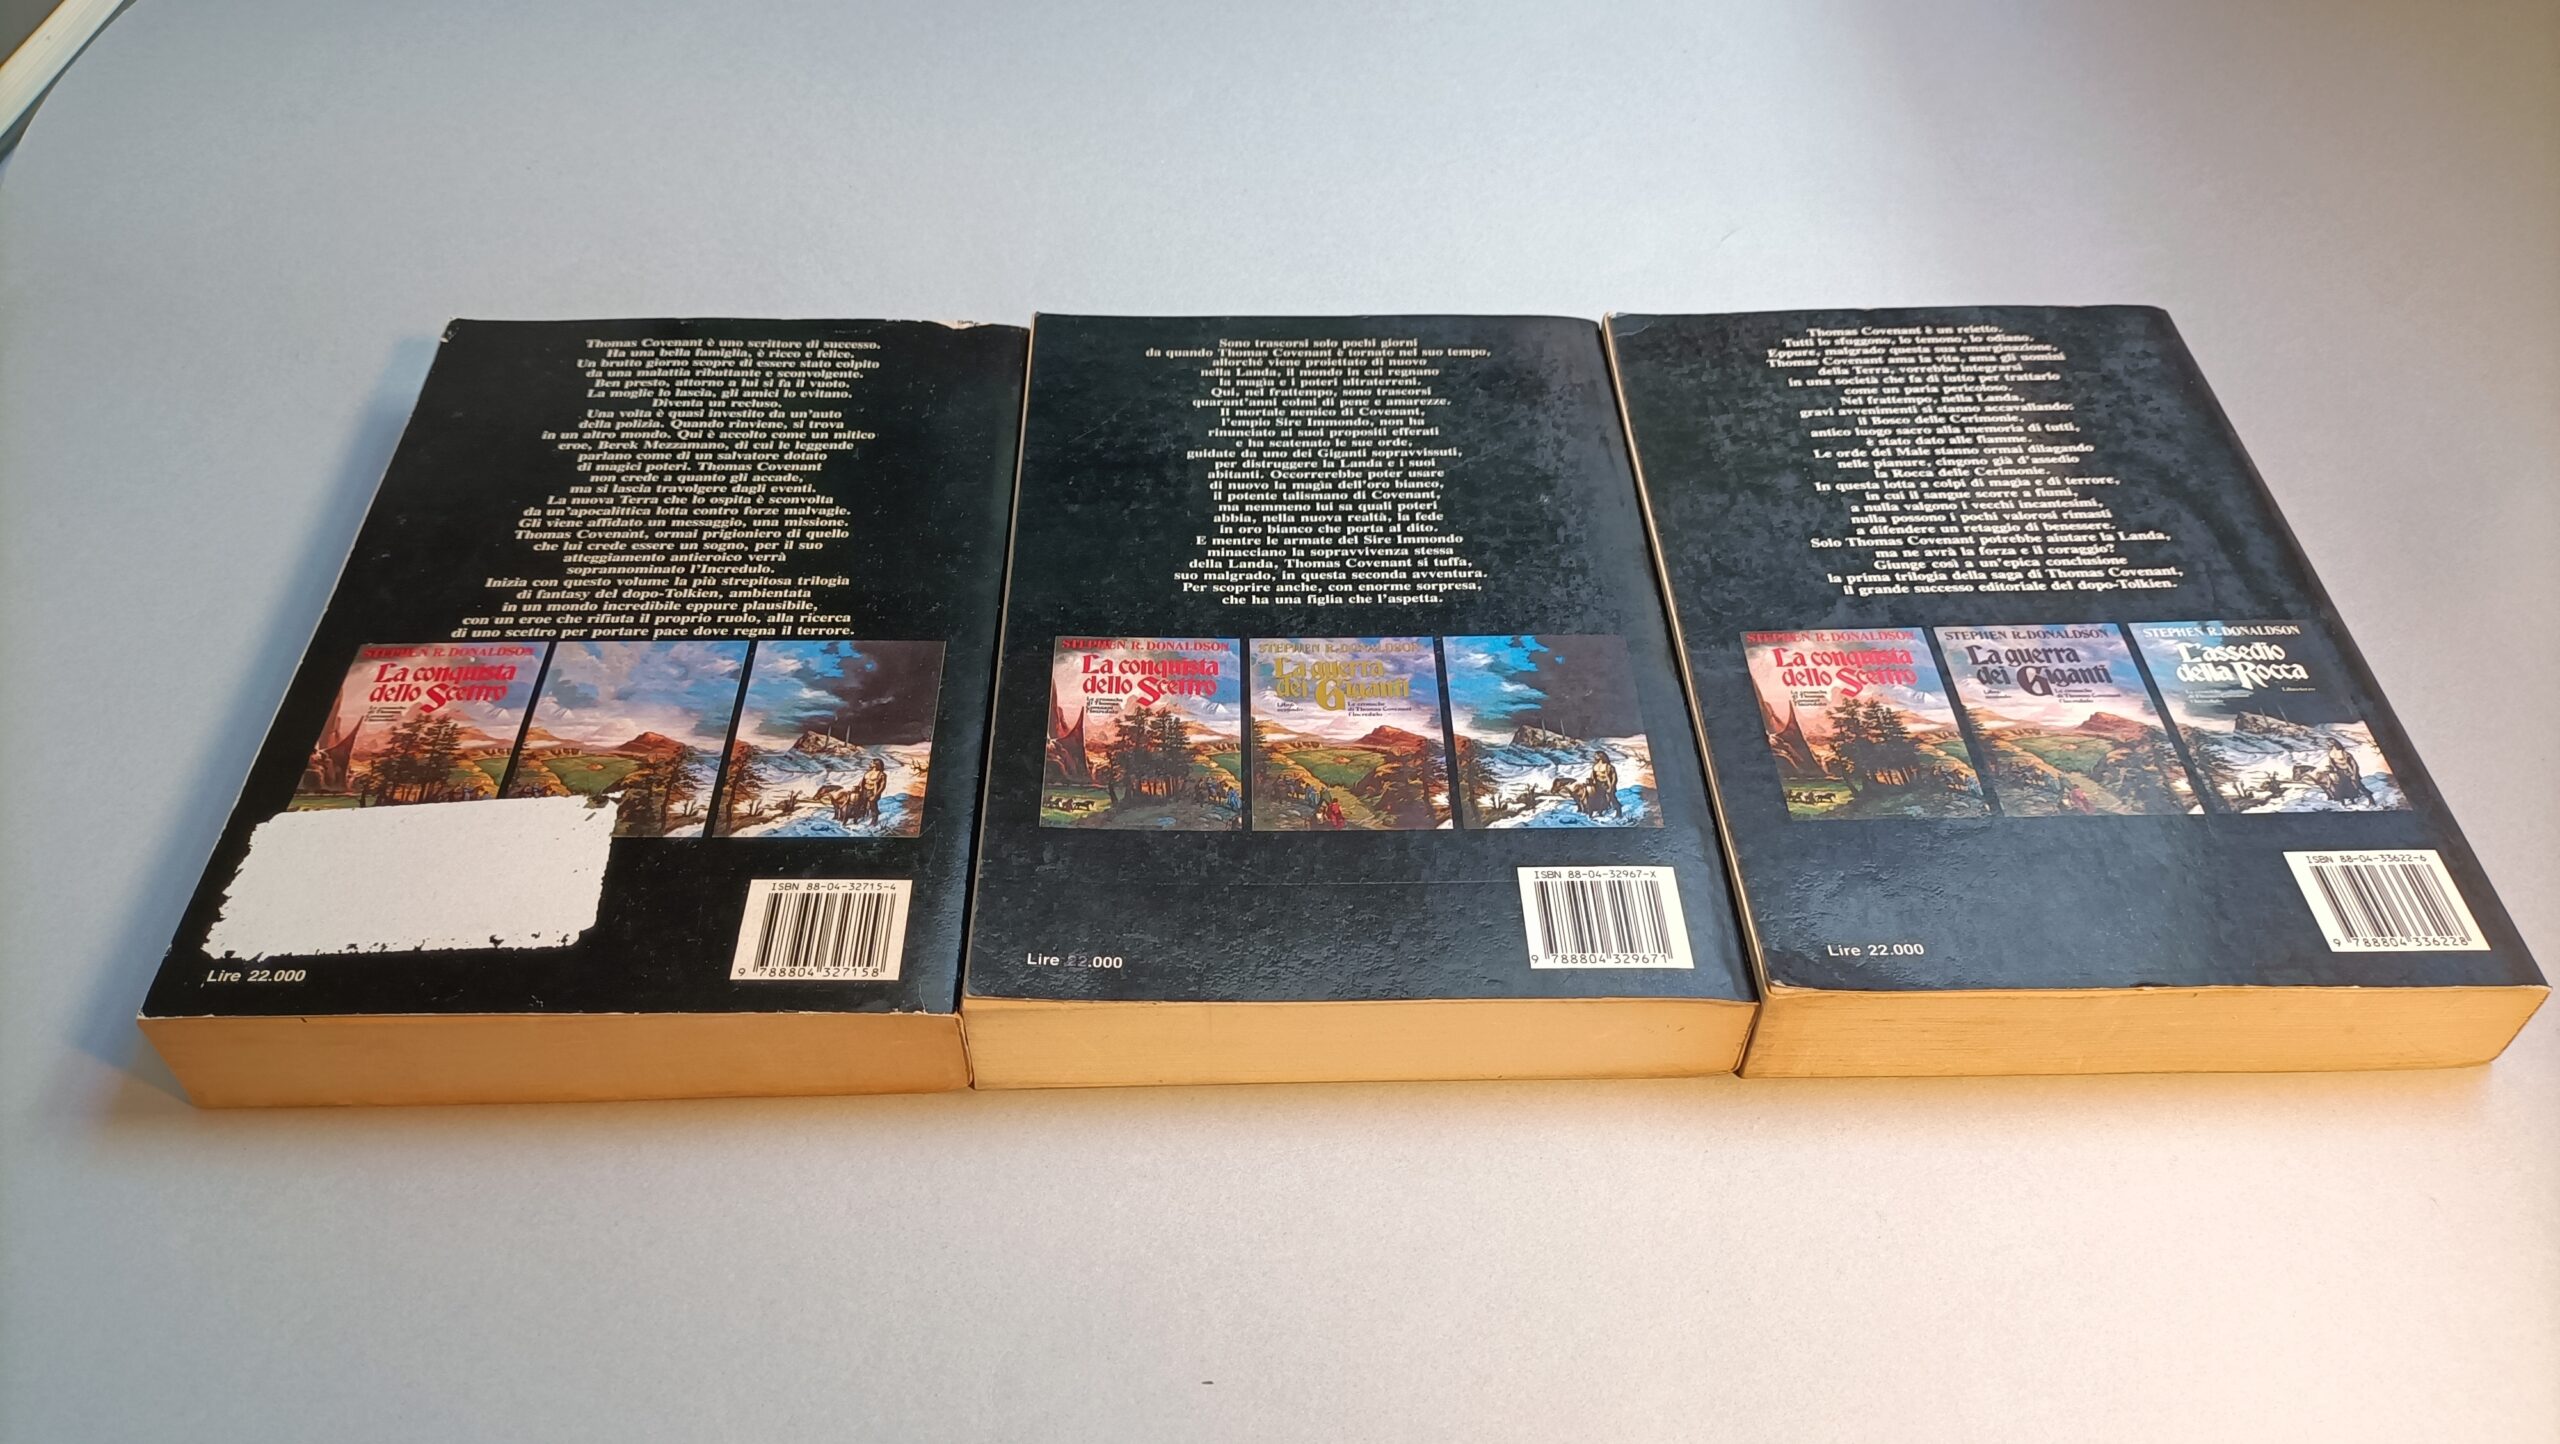 Thomas Covenant è uno scrittore di successo.
Ha una bella famiglia, è ricco e felice.
Un brutto giorno scopre di essere stato colpito
da una malattia ributtante e sconvolgente.
Ben presto, attorno a lui si fa il vuoto.
La moglie lo lascia, gli amici lo evitano.
Diventa un recluso.
Una volta è quasi investito da un'auto
della polizia. Quando rinviene, si trova
in un altro mondo. Qui è accolto come un mitico
eroe, Berek Mezzamano, di cui le leggende
parlano come di un salvatore dotato
di magici poteri. Thomas Covenant
non crede a quanto gli accade,
ma si lascia travolgere dagli eventi.
La nuova Terra che lo ospita è sconvolta
da un'apocalittica lotta contro forze malvagie.
Gli viene affidato un messaggio, una missione.
Thomas Covenant, ormai prigioniero di quello
che lui crede essere un sogno, per il suo
atteggiamento antieroico verrà
soprannominato l'Incredulo.
Inizia con questo volume la più strepitosa trilogia
di fantasy del dopo-Tolkien, ambientata
in un mondo incredibile eppure plausibile,
con un eroe che rifiuta il proprio ruolo, alla ricerca
di uno scettro per portare pace dove regna il terrore.
STEPHEN R. DONALDSON
La conquista
dello Scettro
ISBN 88-04-32715-4
9 788804 327158
Lire 22.000
Sono trascorsi solo pochi giorni
da quando Thomas Covenant è tornato nel suo tempo,
allorché viene proiettato di nuovo
nella Landa, il mondo in cui regnano
la magia e i poteri ultraterreni.
Qui, nel frattempo, sono trascorsi
quarant'anni colmi di pene e amarezze.
Il mortale nemico di Covenant,
l'empio Sire Immondo, non ha
rinunciato ai suoi propositi efferati
e ha scatenato le sue orde,
guidate da uno dei Giganti sopravvissuti,
per distruggere la Landa e i suoi
abitanti. Occorrerebbe poter usare
di nuovo la magìa dell'oro bianco,
il potente talismano di Covenant,
ma nemmeno lui sa quali poteri
abbia, nella nuova realtà, la fede
in oro bianco che porta al dito.
E mentre le armate del Sire Immondo
minacciano la sopravvivenza stessa
della Landa, Thomas Covenant si tuffa,
suo malgrado, in questa seconda avventura.
Per scoprire anche, con enorme sorpresa,
che ha una figlia che l'aspetta.
STEPHEN R. DONALDSON
La conquista
dello Scettro
STEPHEN R. DONALDSON
La guerra
dei Giganti
Libro
secondo
Le cronache
di Thomas Covenant
l'Incredulo
ISBN 88-04-32967-X
9 788804 329671
Lire 22.000
Thomas Covenant è un reietto.
Tutti lo sfuggono, lo temono, lo odiano.
Eppure, malgrado questa sua emarginazione,
Thomas Covenant ama la vita, ama gli uomini
della Terra, vorrebbe integrarsi
in una società che fa di tutto per trattarlo
come un paria pericoloso.
Nel frattempo, nella Landa,
gravi avvenimenti si stanno accavallando:
il Bosco delle Cerimonie,
antico luogo sacro alla memoria di tutti,
è stato dato alle fiamme.
Le orde del Male stanno ormai dilagando
nelle pianure, cingono già d'assedio
la Rocca delle Cerimonie.
In questa lotta a colpi di magia e di terrore,
in cui il sangue scorre a fiumi,
a nulla valgono i vecchi incantesimi,
nulla possono i pochi valorosi rimasti
a difendere un retaggio di benessere.
Solo Thomas Covenant potrebbe aiutare la Landa,
ma ne avrà la forza e il coraggio?
Giunge così a un'epica conclusione
la prima trilogia della saga di Thomas Covenant,
il grande successo editoriale del dopo-Tolkien.
STEPHEN R. DONALDSON
La conquista
dello Scettro
STEPHEN R. DONALDSON
La guerra
dei Giganti
Libro
secondo
Le cronache
di Thomas Covenant
l'Incredulo
STEPHEN R. DONALDSON
L'assedio
della Rocca
Libro terzo
ISBN 88-04-33622-6
9 788804 336228
Lire 22.000